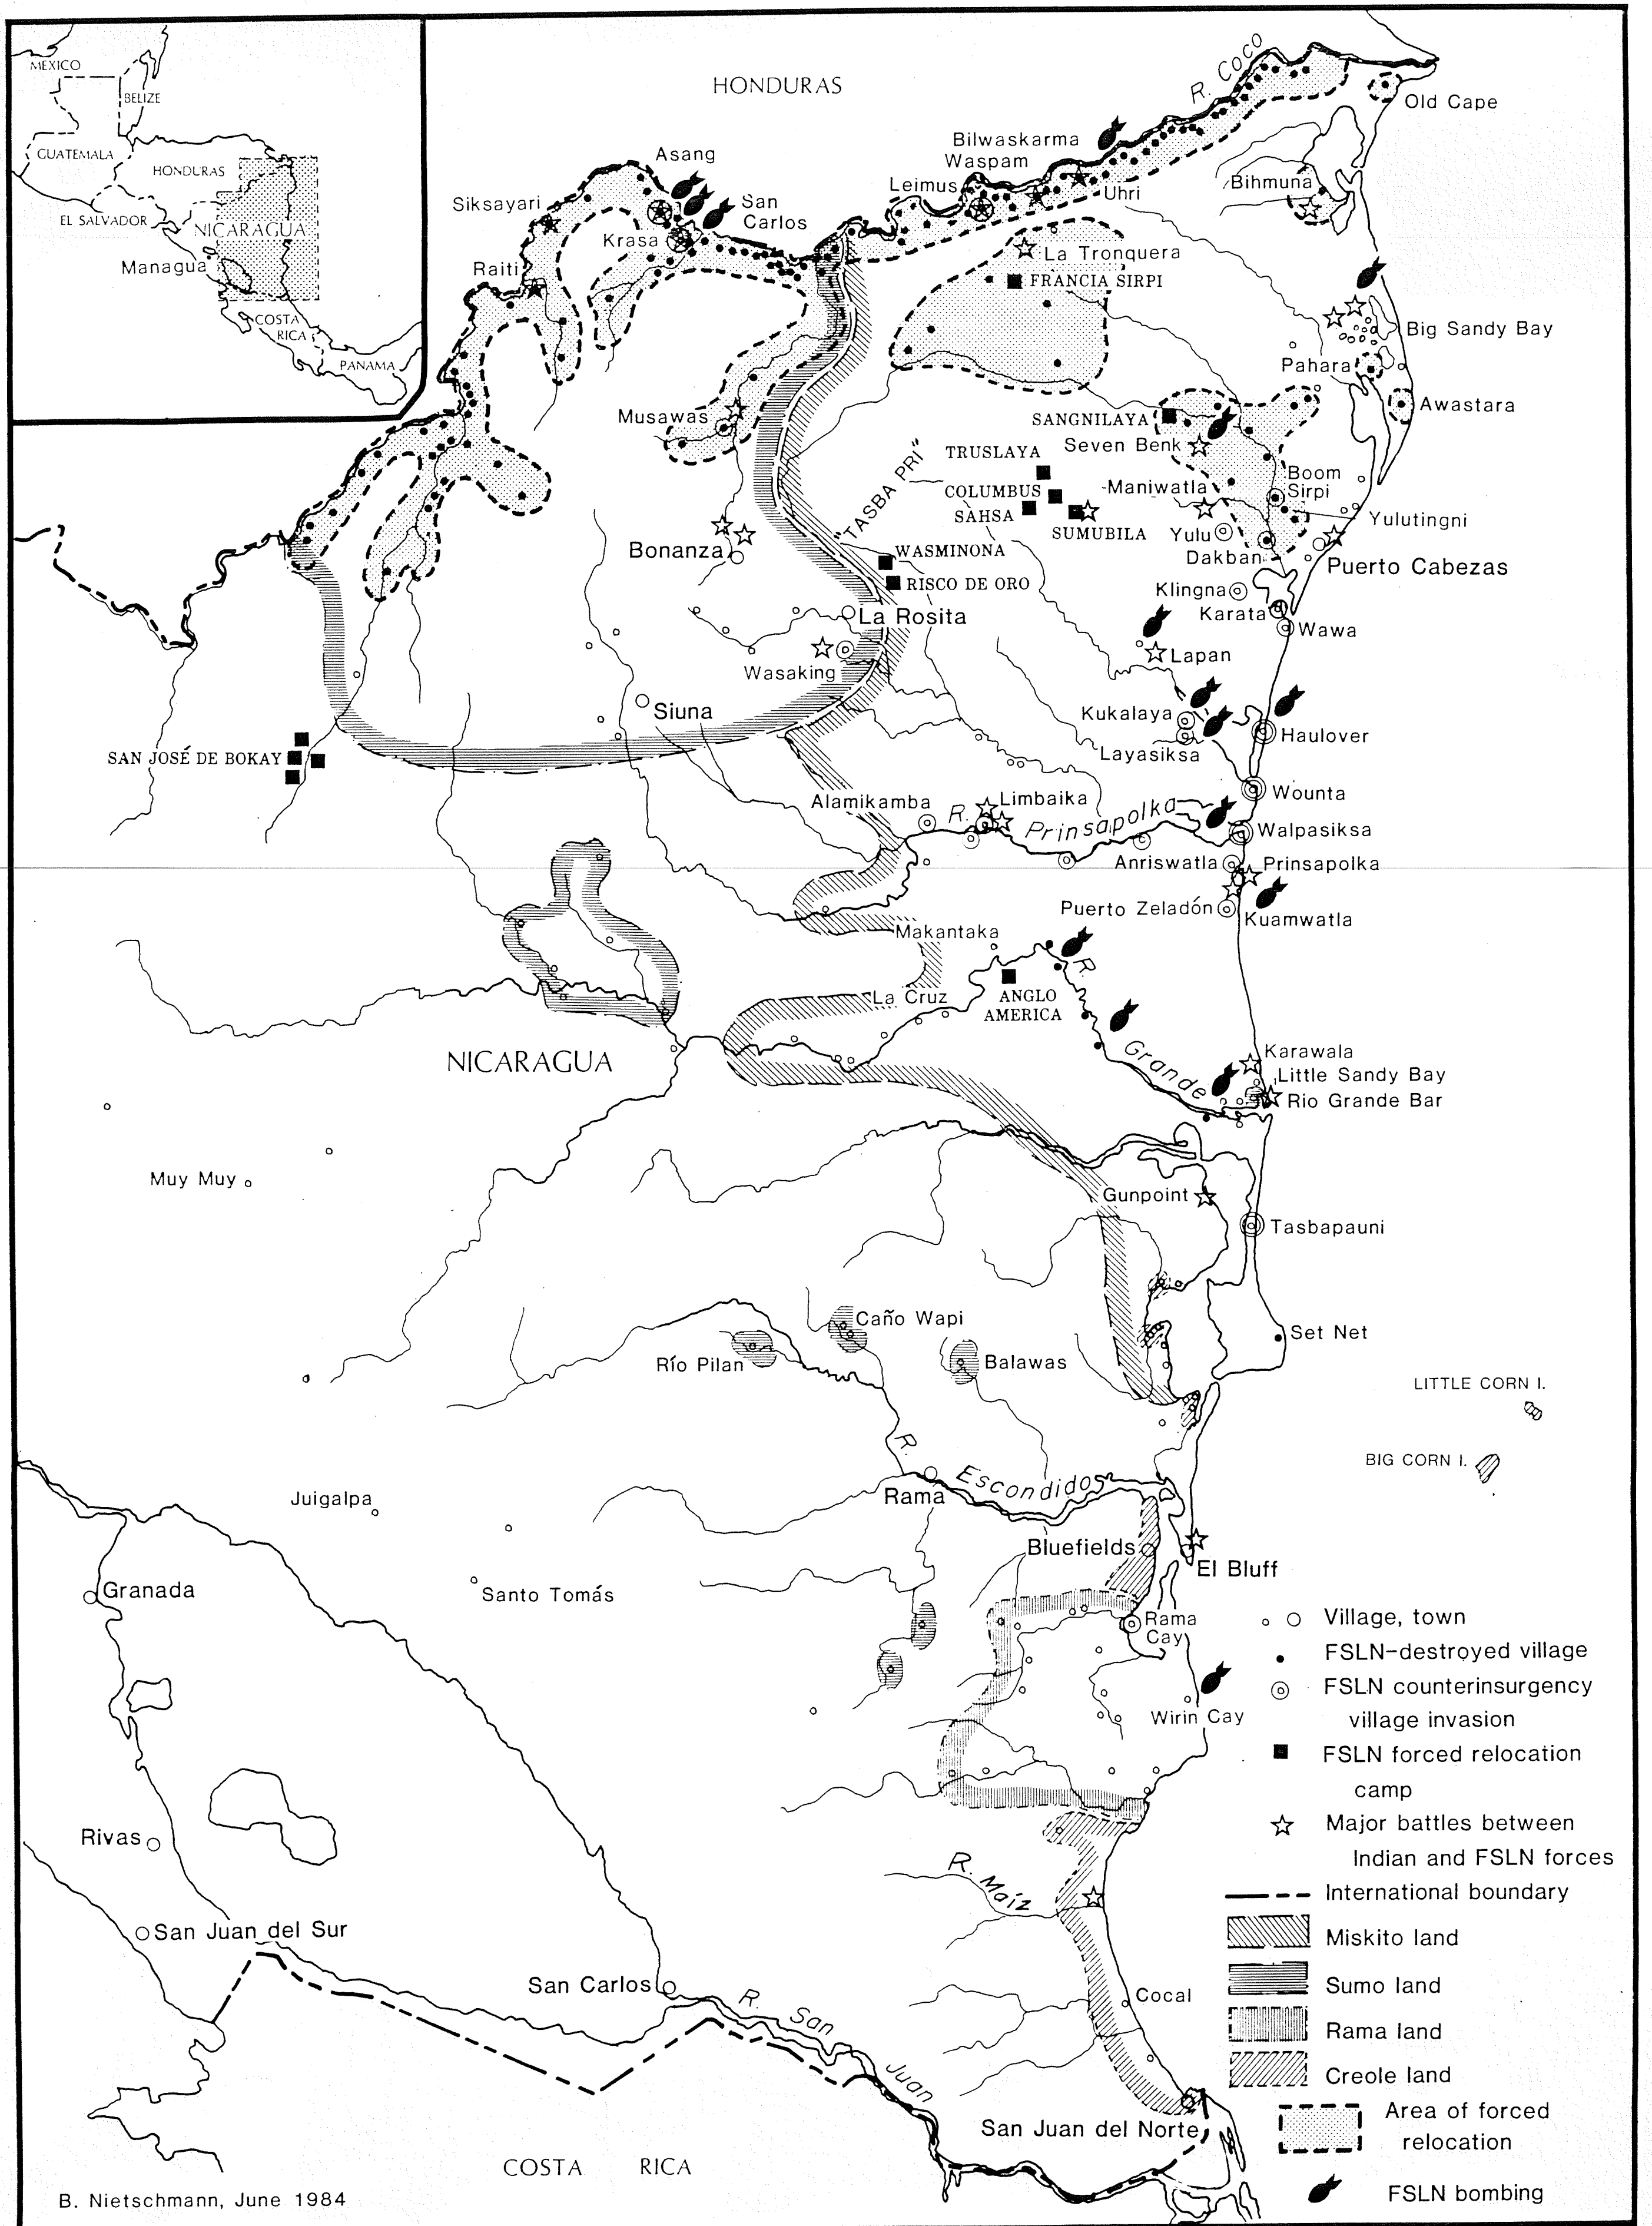 MEXICO
BELIZE
GUATEMALA
HONDURAS
EL SALVADOR
NICARAGUA
Managua
COSTA
RICA
PANAMA
HONDURAS
R. Coco
Old Cape
Bilwaskarma
Waspam
Leimus
Uhri
Bihmuna
Asang
San
Carlos
Siksayari
Krasa
Raiti
La Tronquera
FRANCIA SIRPI
Big Sandy Bay
Pahara
Awastara
Musawas
SANGNILAYA
Seven Benk
TRUSLAYA
"TASBA PRI"
COLUMBUS
SAHSA
SUMUBILA
Maniwatla
Boom
Sirpi
Yulutingni
Yulu
Dakban
Puerto Cabezas
Bonanza
WASMINONA
RISCO DE ORO
Klingna
Karata
Wawa
La Rosita
Wasaking
Lapan
Siuna
Kukalaya
Layasiksa
Haulover
SAN JOSÉ DE BOKAY
Wounta
Alamikamba
Limbaika
R. Prinsapolka
Walpasiksa
Anriswatla
Prinsapolka
Puerto Zeladón
Kuamwatla
Makantaka
La Cruz
ANGLO
AMERICA
R. Grande
NICARAGUA
Karawala
Little Sandy Bay
Rio Grande Bar
Muy Muy
Gunpoint
Tasbapauni
Caño Wapi
Río Pilan
Balawas
Set Net
LITTLE CORN I.
BIG CORN I.
R. Escondido
Rama
Juigalpa
Bluefields
El Bluff
Granada
Santo Tomás
Rama
Cay
Wirin Cay
Rivas
R. Maíz
San Juan del Sur
San Carlos
R. San Juan
Cocal
San Juan del Norte
COSTA RICA
Village, town
FSLN-destroyed village
FSLN counterinsurgency
village invasion
FSLN forced relocation
camp
Major battles between
Indian and FSLN forces
International boundary
Miskito land
Sumo land
Rama land
Creole land
Area of forced
relocation
FSLN bombing
B. Nietschmann, June 1984